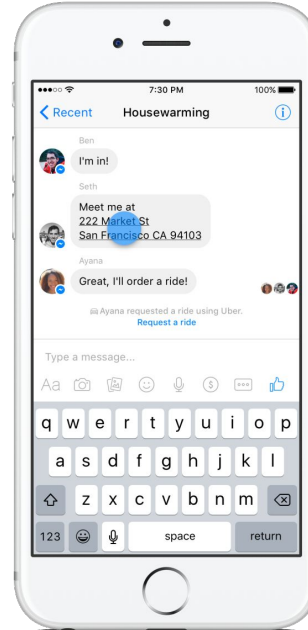 7:30 PM
100%
Recent
Housewarming
Ben
I'm in!
Seth
Meet me at
222 Market St
San Francisco CA 94103
Ayana
Great, I'll order a ride!
Ayana requested a ride using Uber.
Request a ride
Type a message...
Aa
$
q w e r t y u i o p
a s d f g h j k l
z x c v b n m
123 space return